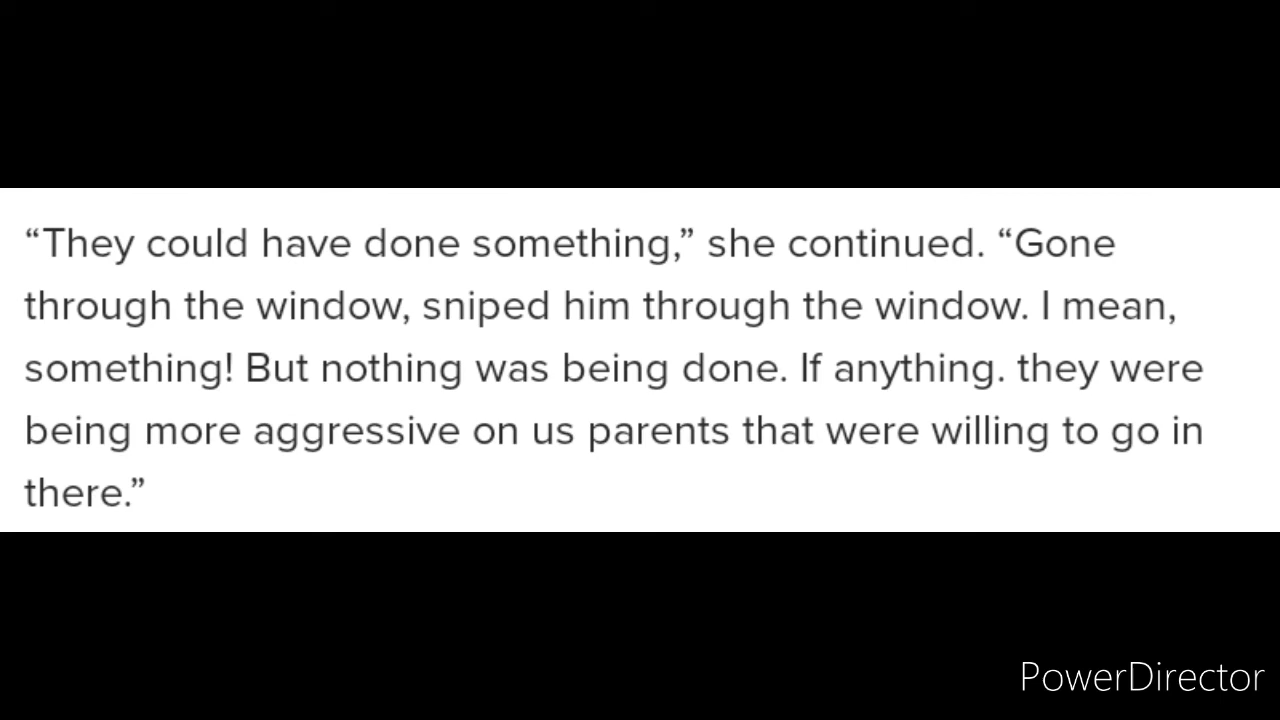 “They could have done something,” she continued. “Gone
through the window, sniped him through the window. I mean,
something! But nothing was being done. If anything. they were
being more aggressive on us parents that were willing to go in
there.”
PowerDirector